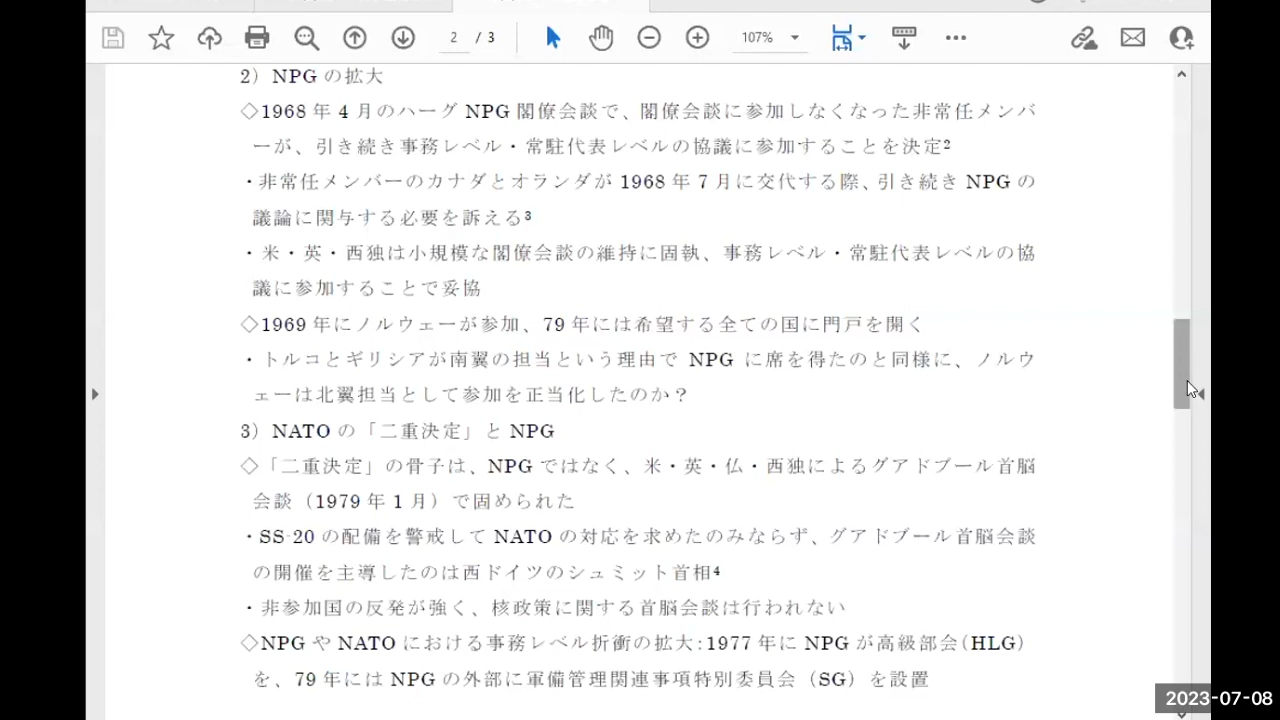 2 / 3
107%
2）NPG の拡大
◇1968 年 4 月のハーグ NPG 閣僚会談で、閣僚会談に参加しなくなった非常任メンバ
ーが、引き続き事務レベル・常駐代表レベルの協議に参加することを決定2
・非常任メンバーのカナダとオランダが 1968 年 7 月に交代する際、引き続き NPG の
議論に関与する必要を訴える3
・米・英・西独は小規模な閣僚会談の維持に固執、事務レベル・常駐代表レベルの協
議に参加することで妥協
◇1969 年にノルウェーが参加、79 年には希望する全ての国に門戸を開く
・トルコとギリシアが南翼の担当という理由で NPG に席を得たのと同様に、ノルウ
ェーは北翼担当として参加を正当化したのか？
3）NATO の「二重決定」と NPG
◇「二重決定」の骨子は、NPG ではなく、米・英・仏・西独によるグアドブール首脳
会談（1979 年 1 月）で固められた
・SS-20 の配備を警戒して NATO の対応を求めたのみならず、グアドブール首脳会談
の開催を主導したのは西ドイツのシュミット首相4
・非参加国の反発が強く、核政策に関する首脳会談は行われない
◇NPG や NATO における事務レベル折衝の拡大：1977 年に NPG が高級部会（HLG）
を、79 年には NPG の外部に軍備管理関連事項特別委員会（SG）を設置
2023-07-08